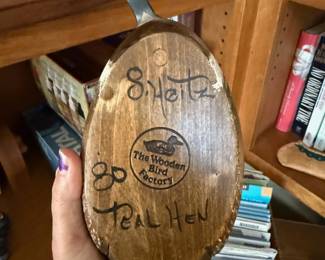 S. Heitz
The Wooden
Bird
Factory
80
TEAL HEN